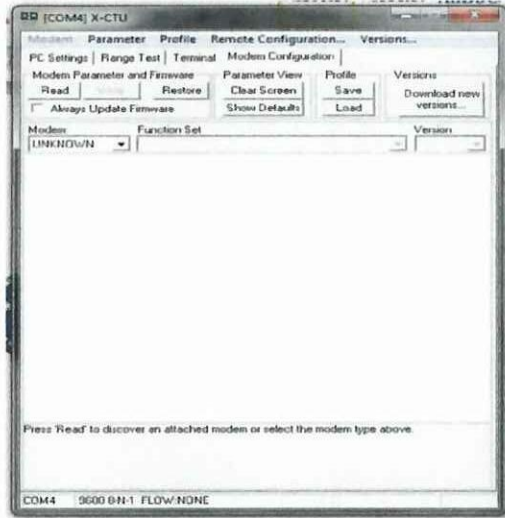 [COM4] X-CTU
Modem Parameter Profile Remote Configuration... Versions...
PC Settings Range Test Terminal Modem Configuration
Modem Parameter and Firmware Parameter View Profile Versions
Read Write Restore Clear Screen Save Download new versions...
Always Update Firmware Show Defaults Load
Modem Function Set Version
UNKNOWN
Press 'Read' to discover an attached modem or select the modem type above.
COM4 9600 8-N-1 FLOW:NONE